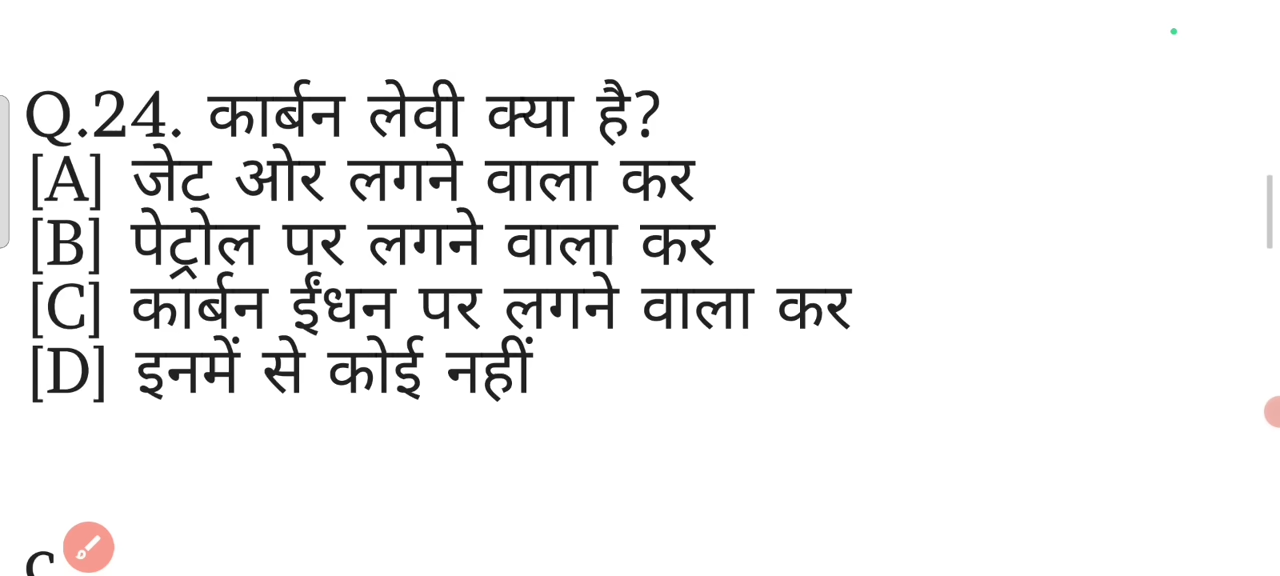 Q.24. कार्बन लेवी क्या है?
[A] जेट ओर लगने वाला कर
[B] पेट्रोल पर लगने वाला कर
[C] कार्बन ईंधन पर लगने वाला कर
[D] इनमें से कोई नहीं